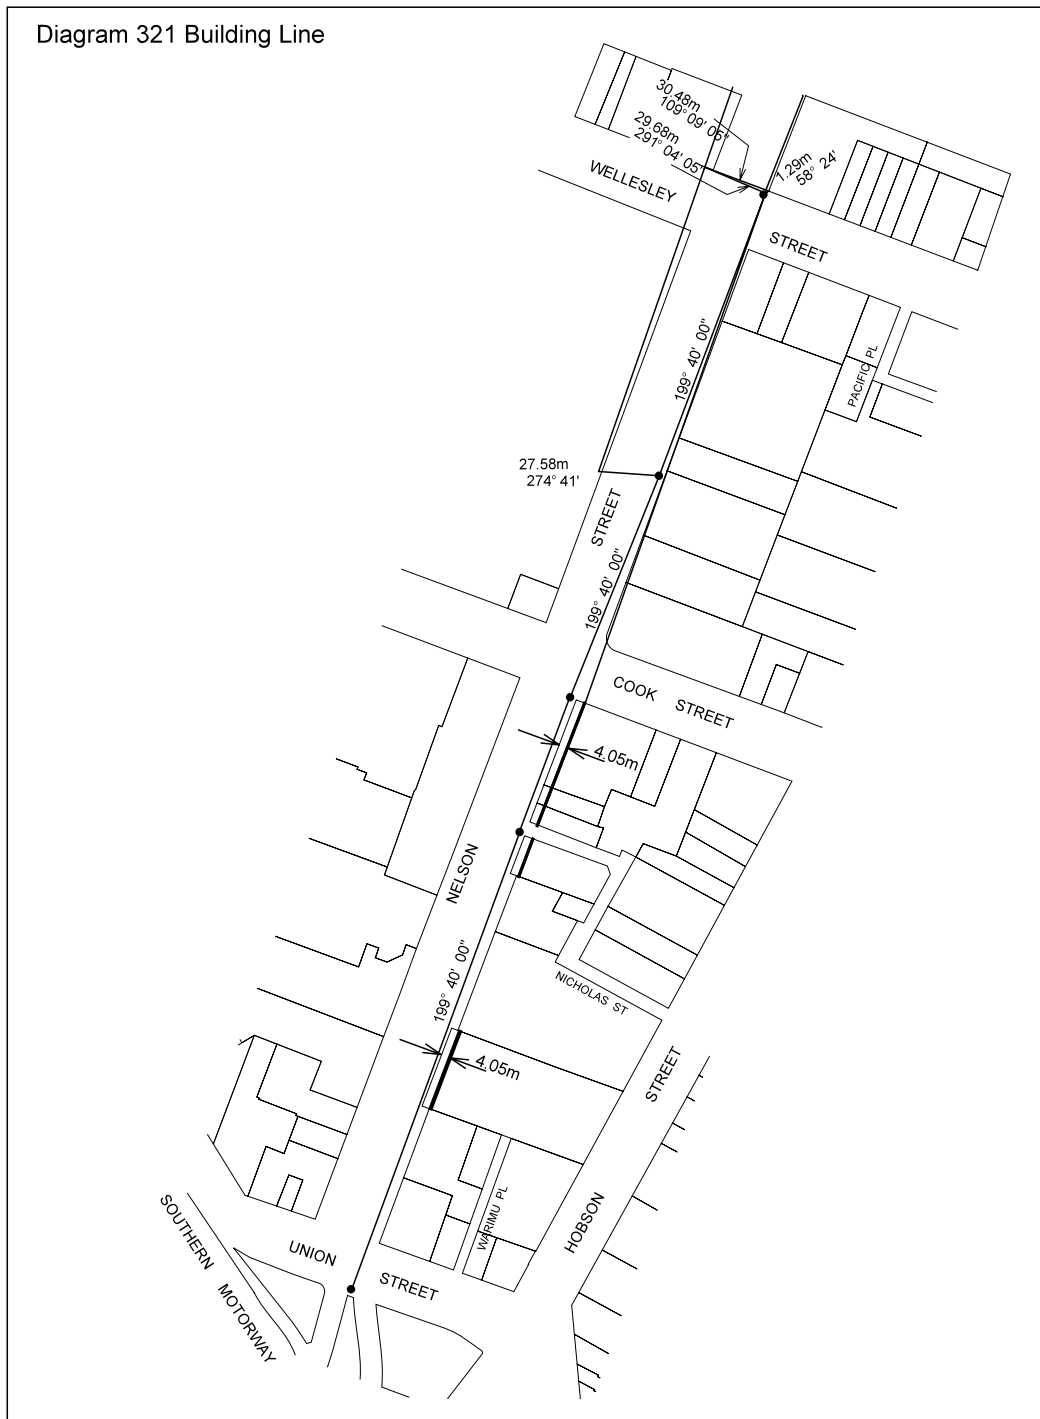 Diagram 321 Building Line
30.48m
109° 09' 05"
29.68m
291° 04' 05"
1.29m
58° 24'
WELLESLEY
STREET
199° 40' 00"
PACIFIC PL
27.58m
274° 41'
STREET
199° 40' 00"
COOK STREET
4.05m
NELSON
199° 40' 00"
NICHOLAS ST
4.05m
STREET
WARIMU PL
HOBSON
SOUTHERN MOTORWAY
UNION
STREET